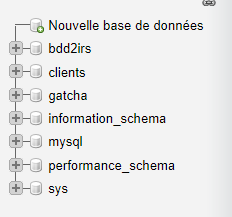 Nouvelle base de données
bdd2irs
clients
gatcha
information_schema
mysql
performance_schema
sys